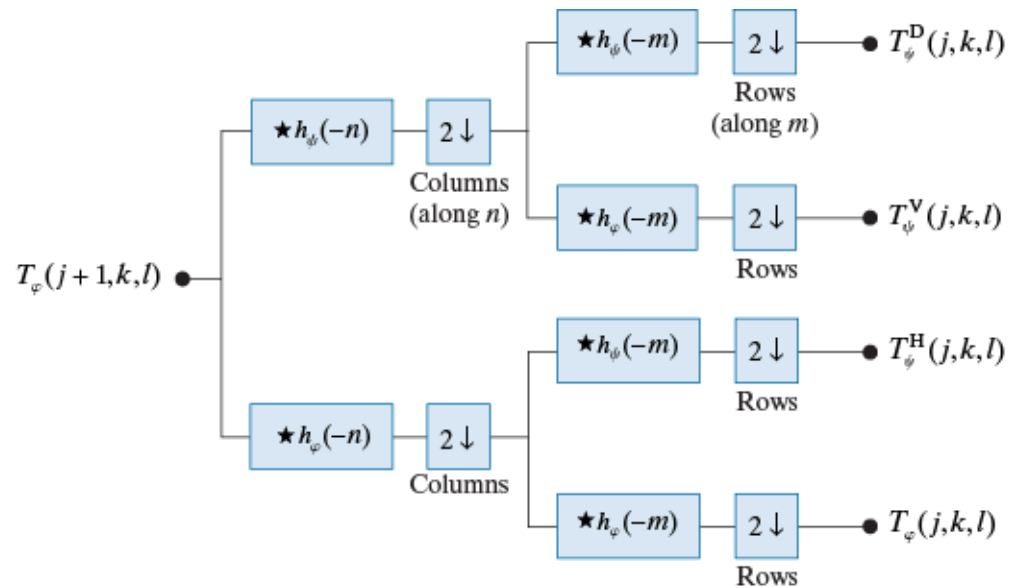 ★h_ψ(−m)
2↓
T_ψ^D(j,k,l)
Rows
(along m)
★h_ψ(−n)
2↓
Columns
(along n)
★h_φ(−m)
2↓
T_ψ^V(j,k,l)
Rows
T_φ(j + 1,k,l)
★h_ψ(−m)
2↓
T_ψ^H(j,k,l)
Rows
★h_φ(−n)
2↓
Columns
★h_φ(−m)
2↓
T_φ(j,k,l)
Rows